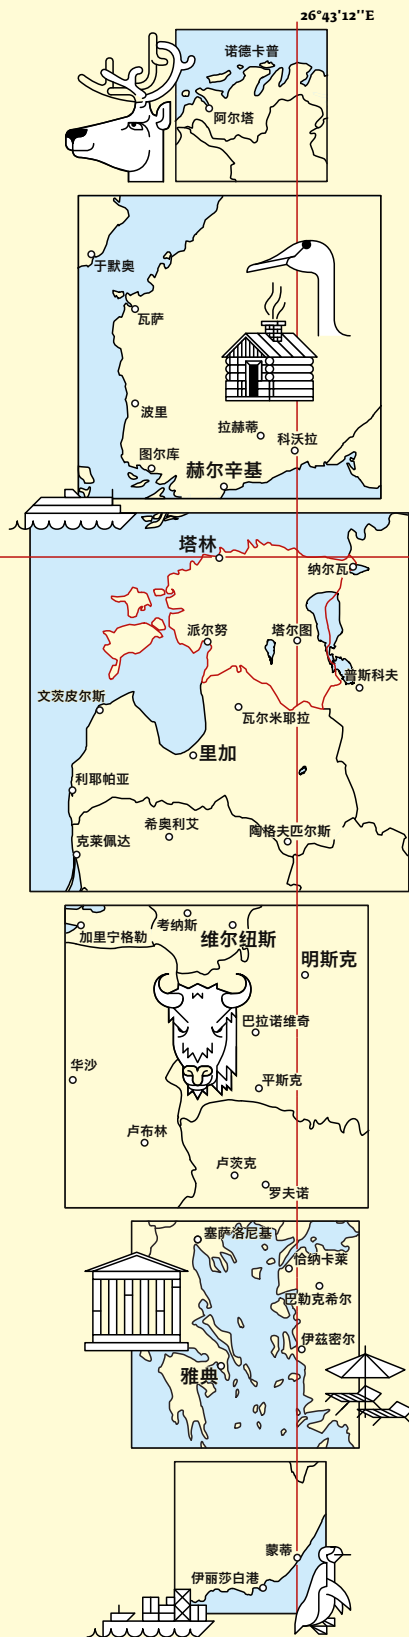 26°43'12''E
诺德卡普
阿尔塔
于默奥
瓦萨
波里
拉赫蒂
科沃拉
图尔库
赫尔辛基
塔林
纳尔瓦
派尔努
塔尔图
普斯科夫
文茨皮尔斯
瓦尔米耶拉
里加
利耶帕亚
希奥利艾
陶格夫匹尔斯
克莱佩达
考纳斯
加里宁格勒
维尔纽斯
明斯克
巴拉诺维奇
华沙
平斯克
卢布林
卢茨克
罗夫诺
塞萨洛尼基
恰纳卡莱
巴勒克希尔
伊兹密尔
雅典
蒙蒂
伊丽莎白港